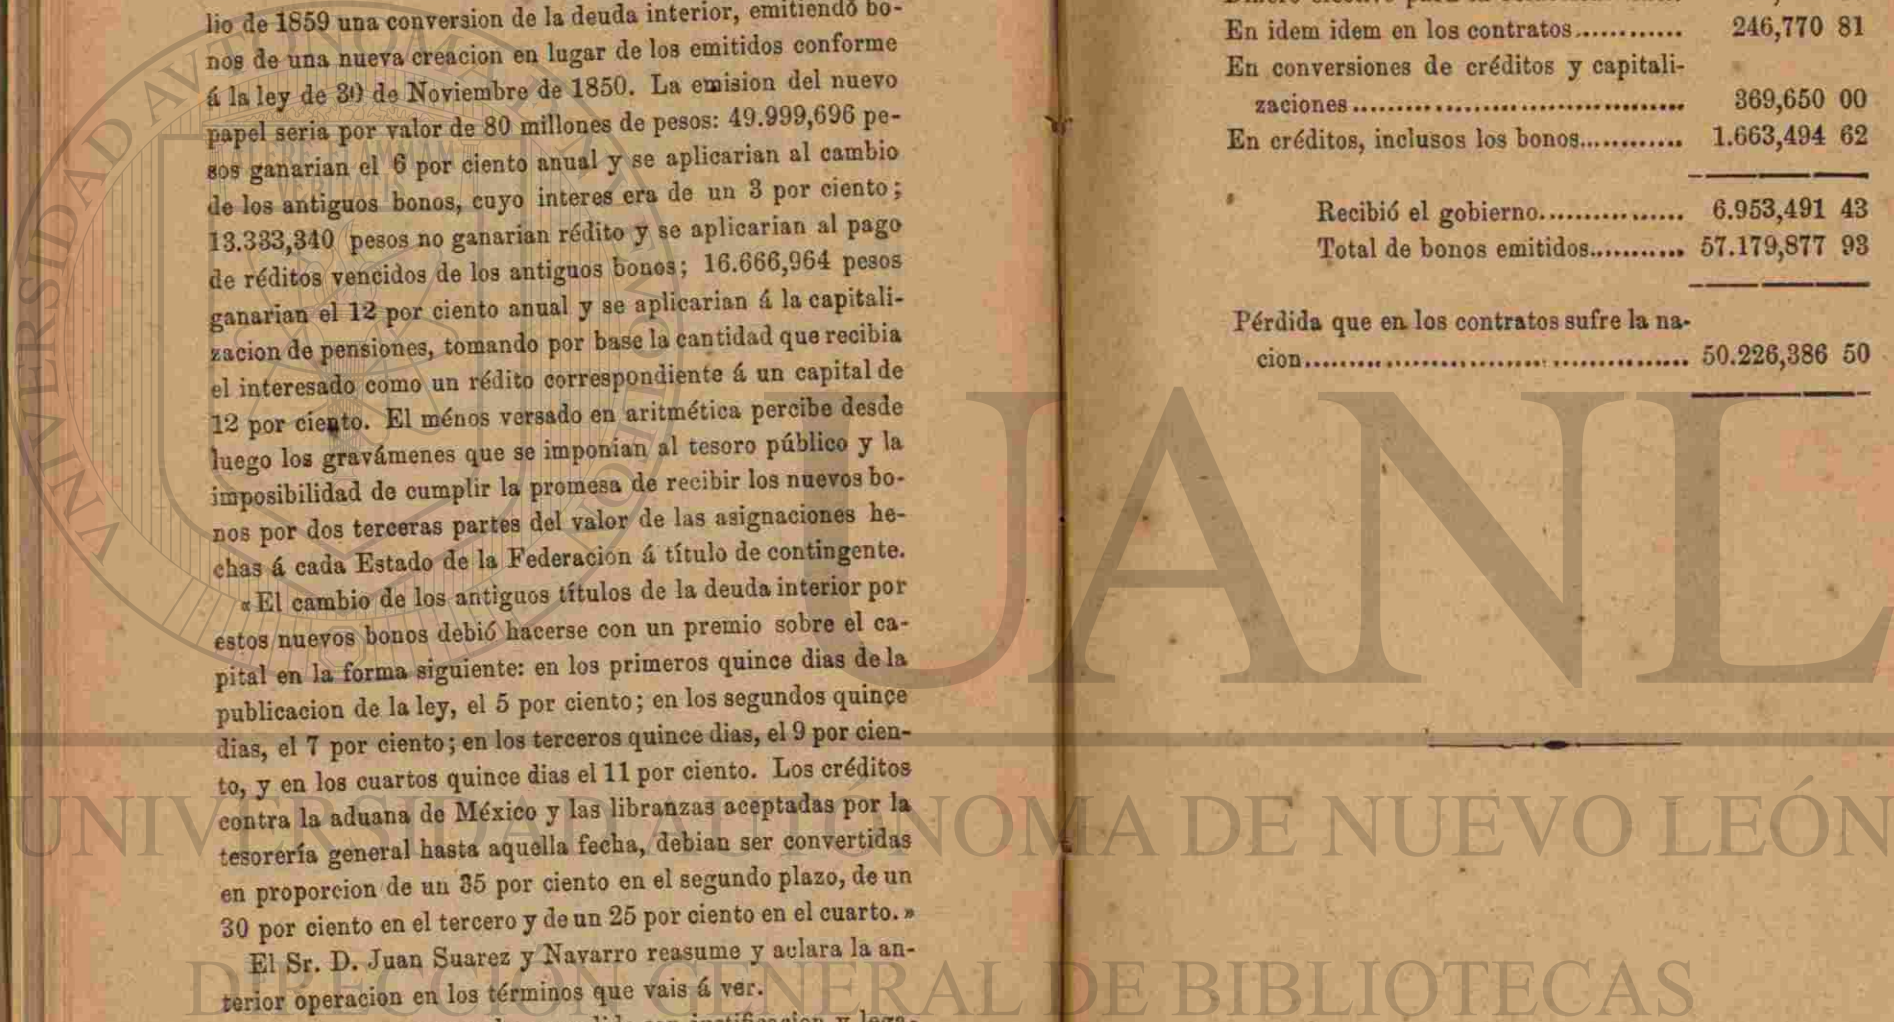 lio de 1859 una conversion de la deuda interior, emitiendo bo-
nos de una nueva creacion en lugar de los emitidos conforme
á la ley de 30 de Noviembre de 1850. La emision del nuevo
papel seria por valor de 80 millones de pesos: 49.999,696 pe-
sos ganarian el 6 por ciento anual y se aplicarian al cambio
de los antiguos bonos, cuyo interes era de un 3 por ciento;
13.333,340 pesos no ganarian rédito y se aplicarian al pago
de réditos vencidos de los antiguos bonos; 16.666,964 pesos
ganarian el 12 por ciento anual y se aplicarian á la capitali-
zacion de pensiones, tomando por base la cantidad que recibia
el interesado como un rédito correspondiente á un capital de
12 por ciento. El ménos versado en aritmética percibe desde
luego los gravámenes que se imponian al tesoro público y la
imposibilidad de cumplir la promesa de recibir los nuevos bo-
nos por dos terceras partes del valor de las asignaciones he-
chas á cada Estado de la Federacion á título de contingente.
«El cambio de los antiguos títulos de la deuda interior por
estos nuevos bonos debió hacerse con un premio sobre el ca-
pital en la forma siguiente: en los primeros quince dias de la
publicacion de la ley, el 5 por ciento; en los segundos quince
dias, el 7 por ciento; en los terceros quince dias, el 9 por cien-
to, y en los cuartos quince dias el 11 por ciento. Los créditos
contra la aduana de México y las libranzas aceptadas por la
tesorería general hasta aquella fecha, debian ser convertidas
en proporcion de un 35 por ciento en el segundo plazo, de un
30 por ciento en el tercero y de un 25 por ciento en el cuarto.»
El Sr. D. Juan Suarez y Navarro reasume y aclara la an-
terior operacion en los términos que vais á ver.
En idem idem en los contratos............ 246,770 81
En conversiones de créditos y capitali-
zaciones.................................... 369,650 00
En créditos, inclusos los bonos............ 1.663,494 62
Recibió el gobierno................ 6.953,491 43
Total de bonos emitidos........... 57.179,877 93
Pérdida que en los contratos sufre la na-
cion.......................................... 50.226,386 50
UANL
UNIVERSIDAD AUTÓNOMA DE NUEVO LEÓN
DIRECCIÓN GENERAL DE BIBLIOTECAS